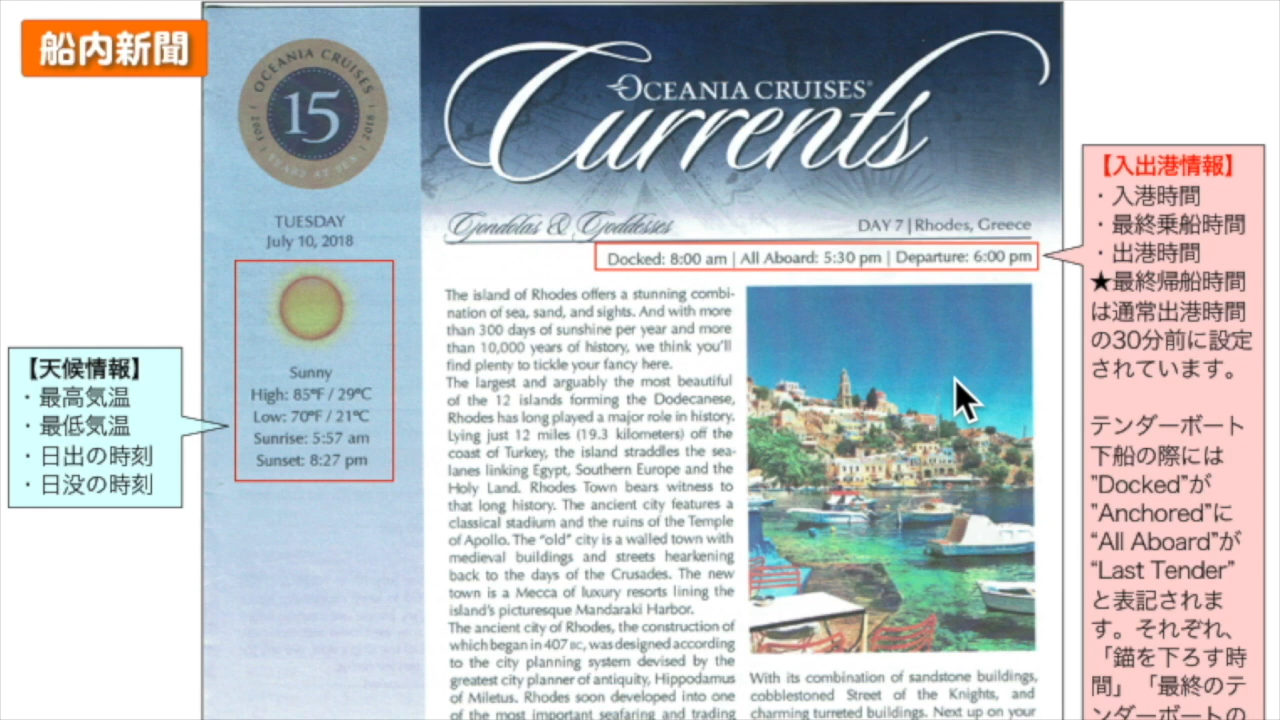 船内新聞
OCEANIA CRUISES
15
YEARS AT SEA
2003
2018
TUESDAY
July 10, 2018
Sunny
High: 85°F / 29°C
Low: 70°F / 21°C
Sunrise: 5:57 am
Sunset: 8:27 pm
【天候情報】
・最高気温
・最低気温
・日出の時刻
・日没の時刻
OCEANIA CRUISES®
Currents
Gondolas & Goddesses
DAY 7 | Rhodes, Greece
Docked: 8:00 am | All Aboard: 5:30 pm | Departure: 6:00 pm
The island of Rhodes offers a stunning combi-
nation of sea, sand, and sights. And with more
than 300 days of sunshine per year and more
than 10,000 years of history, we think you'll
find plenty to tickle your fancy here.
The largest and arguably the most beautiful
of the 12 islands forming the Dodecanese,
Rhodes has long played a major role in history.
Lying just 12 miles (19.3 kilometers) off the
coast of Turkey, the island straddles the sea-
lanes linking Egypt, Southern Europe and the
Holy Land. Rhodes Town bears witness to
that long history. The ancient city features a
classical stadium and the ruins of the Temple
of Apollo. The "old" city is a walled town with
medieval buildings and streets hearkening
back to the days of the Crusades. The new
town is a Mecca of luxury resorts lining the
island's picturesque Mandaraki Harbor.
The ancient city of Rhodes, the construction of
which began in 407 BC, was designed according
to the city planning system devised by the
greatest city planner of antiquity, Hippodamus
of Miletus. Rhodes soon developed into one
of the most important seafaring and trading
With its combination of sandstone buildings,
cobblestoned Street of the Knights, and
charming turreted buildings. Next up on your
【入出港情報】
・入港時間
・最終乗船時間
・出港時間
★最終帰船時間
は通常出港時間
の30分前に設定
されています。
テンダーボート
下船の際には
"Docked"が
"Anchored"に
“All Aboard”が
“Last Tender”
と表記されま
す。それぞれ、
「錨を下ろす時
間」「最終のテ
ンダーボートの